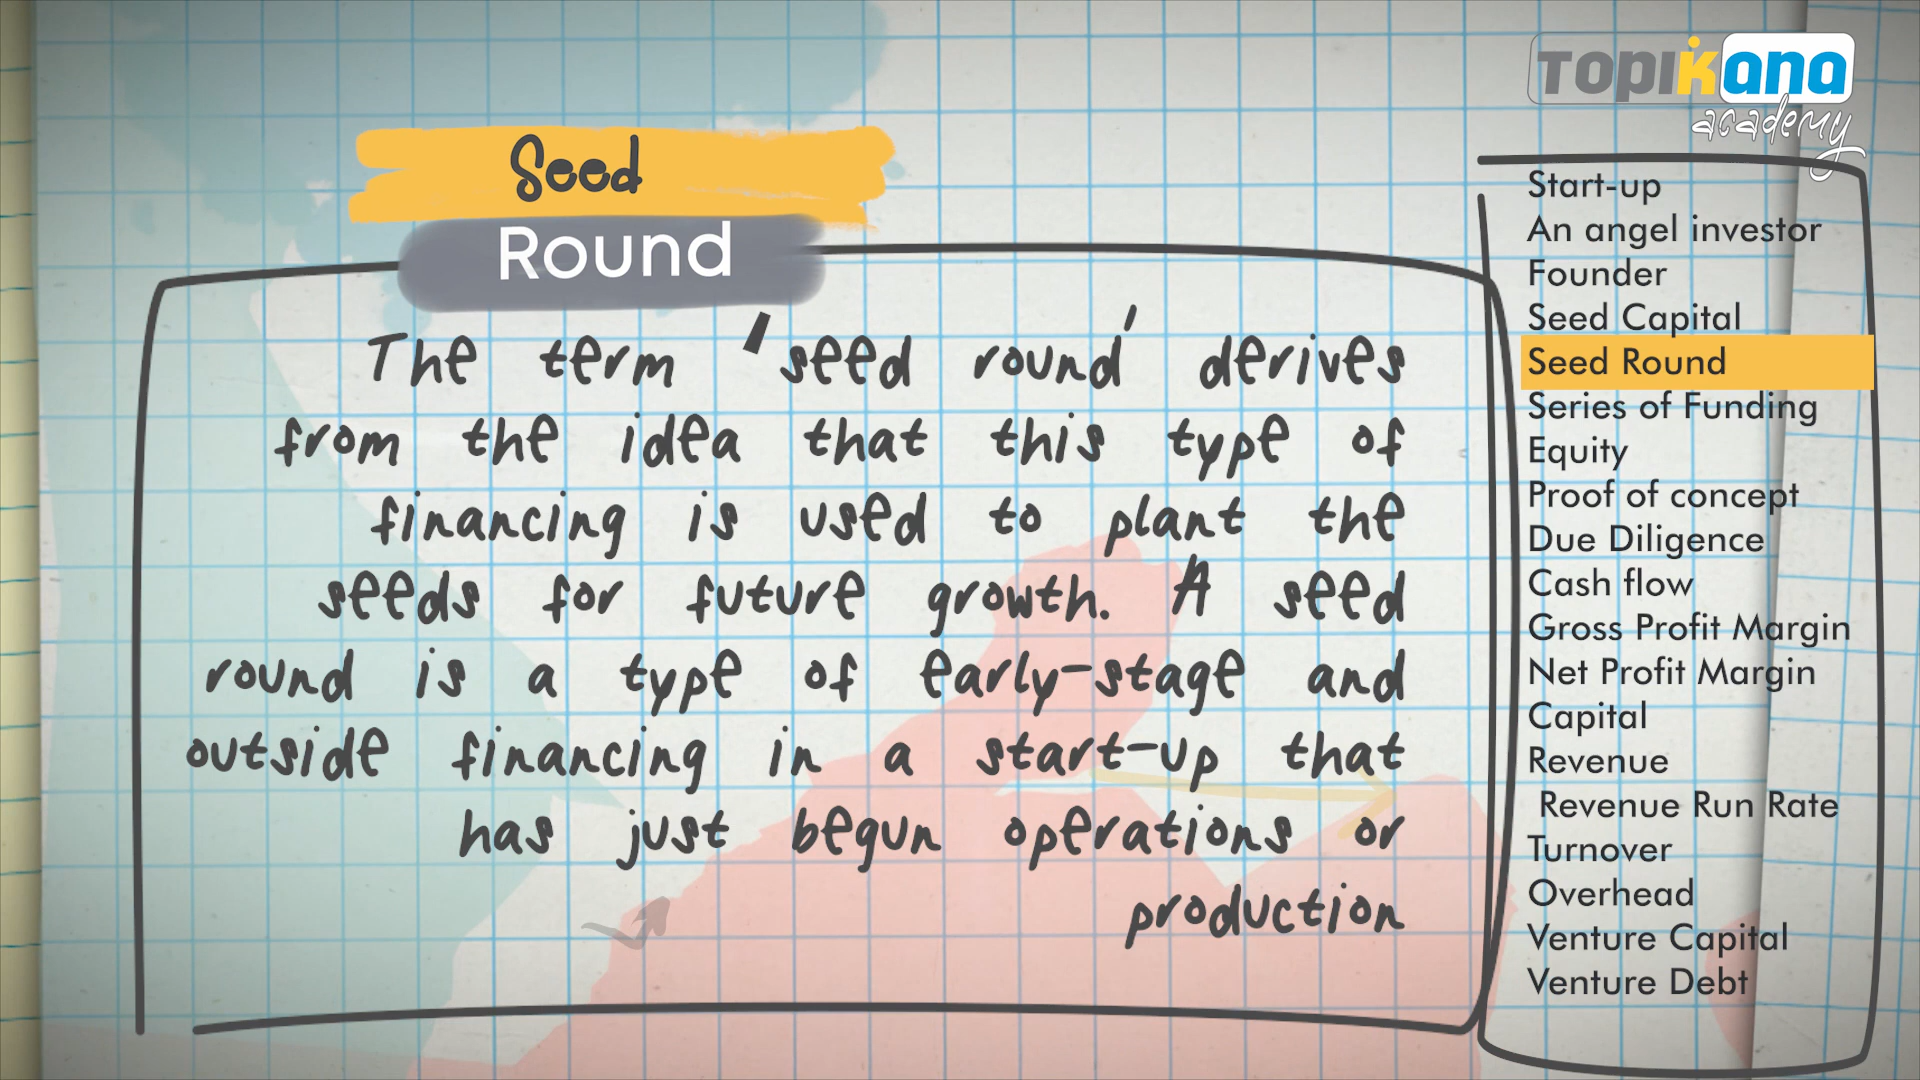 TOPIKana
academy
Seed
Round
The term 'seed round' derives
from the idea that this type of
financing is used to plant the
seeds for future growth. A seed
round is a type of early-stage and
outside financing in a start-up that
has just begun operations or
production
Start-up
An angel investor
Founder
Seed Capital
Seed Round
Series of Funding
Equity
Proof of concept
Due Diligence
Cash flow
Gross Profit Margin
Net Profit Margin
Capital
Revenue
Revenue Run Rate
Turnover
Overhead
Venture Capital
Venture Debt